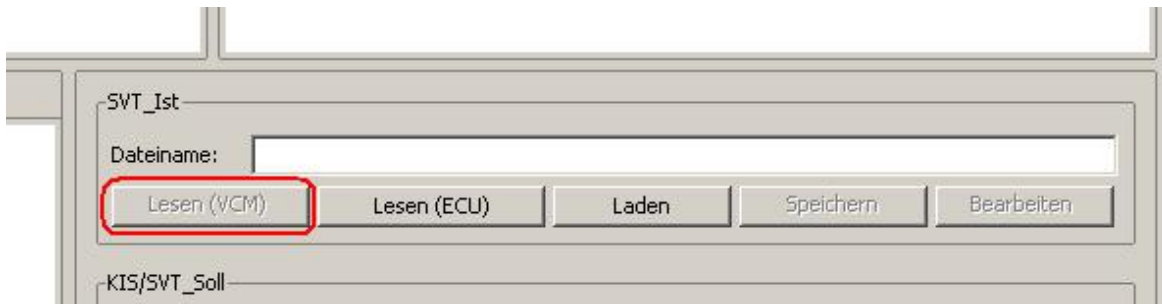 SVT_Ist
Dateiname:
Lesen (VCM) Lesen (ECU) Laden Speichern Bearbeiten
KIS/SVT_Soll